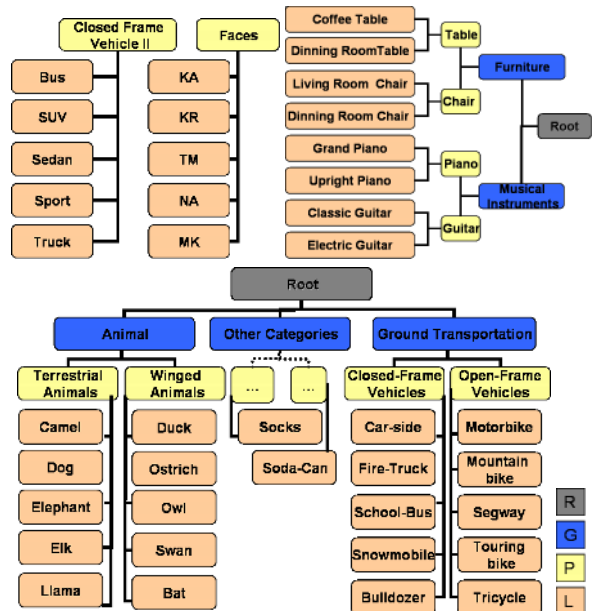 Closed Frame
Vehicle II
Bus
SUV
Sedan
Sport
Truck
Faces
KA
KR
TM
NA
MK
Coffee Table
Dinning RoomTable
Living Room Chair
Dinning Room Chair
Grand Piano
Upright Piano
Classic Guitar
Electric Guitar
Table
Chair
Piano
Guitar
Furniture
Musical
Instruments
Root
Root
Animal
Other Categories
Ground Transportation
Terrestrial
Animals
Winged
Animals
...
...
Closed-Frame
Vehicles
Open-Frame
Vehicles
Camel
Dog
Elephant
Elk
Llama
Duck
Ostrich
Owl
Swan
Bat
Socks
Soda-Can
Car-side
Fire-Truck
School-Bus
Snowmobile
Bulldozer
Motorbike
Mountain
bike
Segway
Touring
bike
Tricycle
R
G
P
L